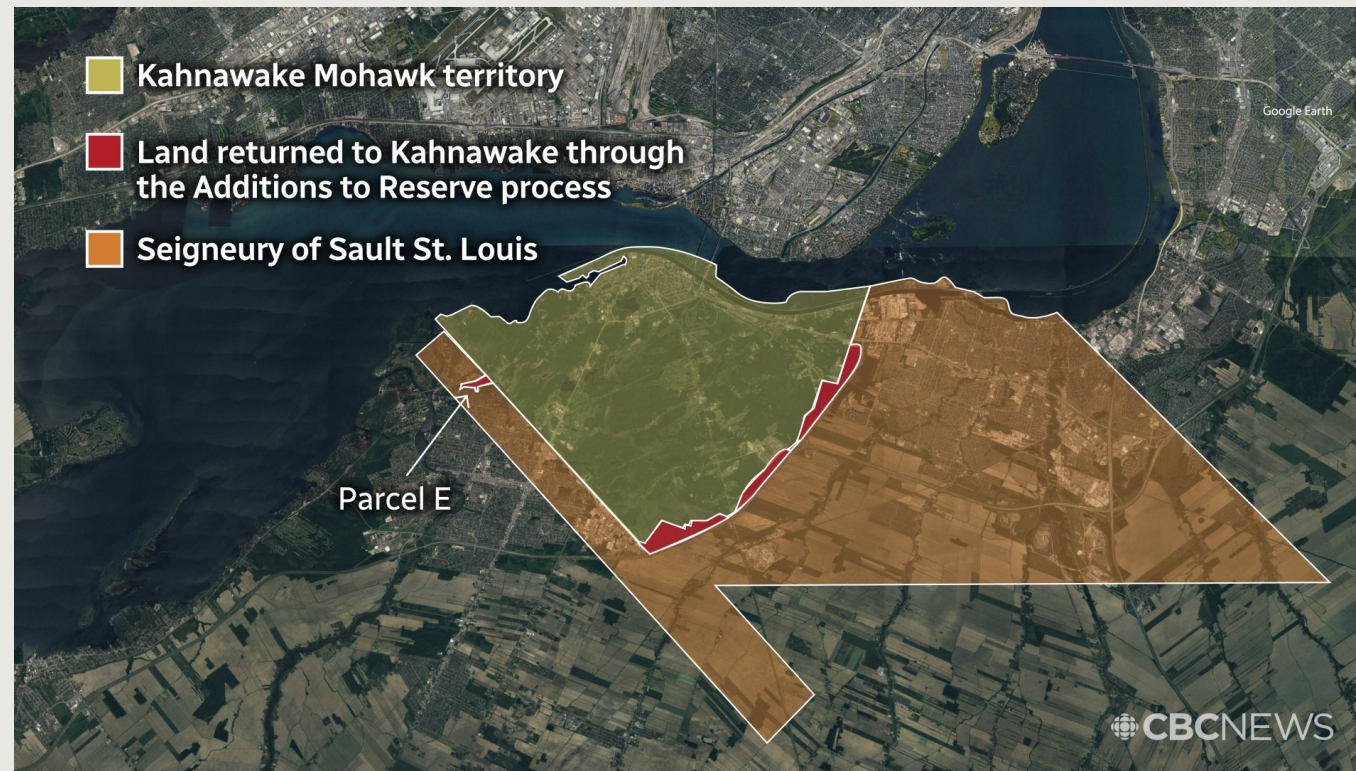 Kahnawake Mohawk territory
Google Earth
Land returned to Kahnawake through
the Additions to Reserve process
Seigneury of Sault St. Louis
Parcel E
CBCNEWS